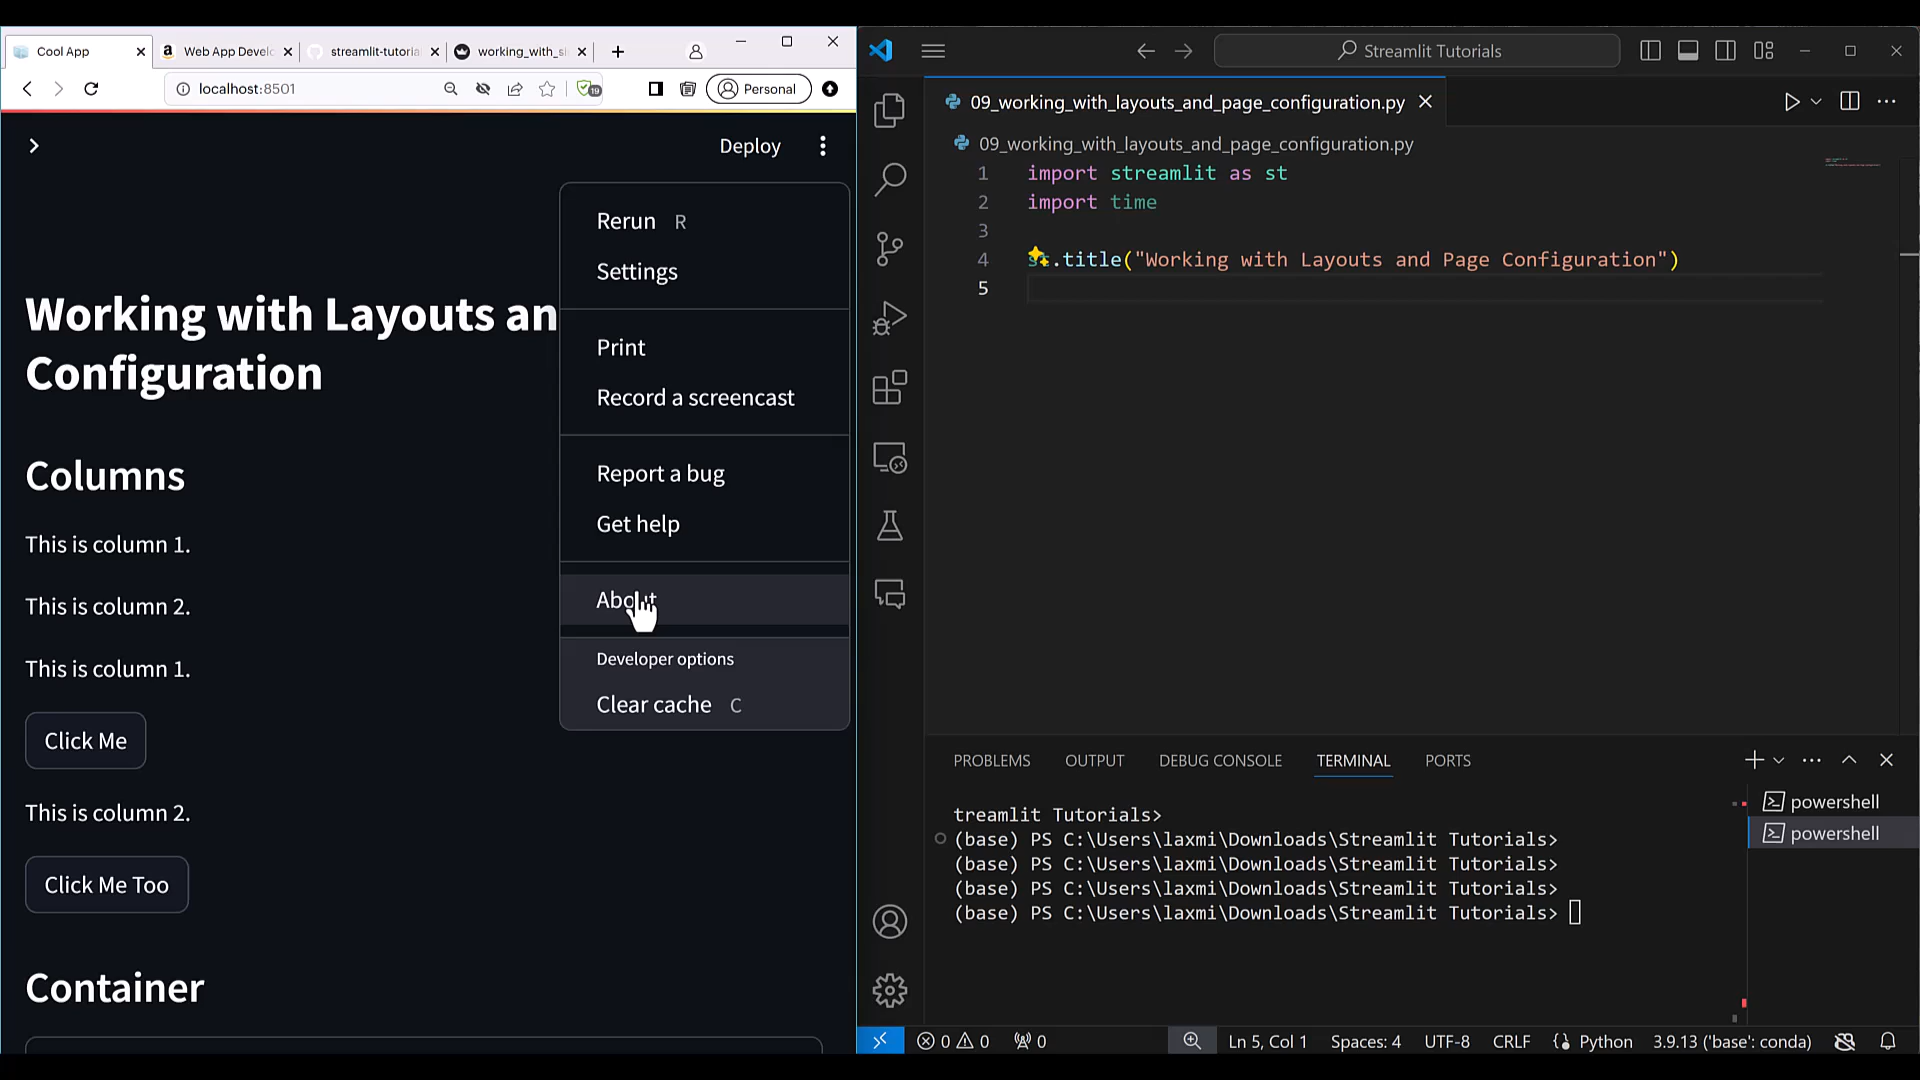 Cool App
Web App Develo
streamlit-tutoria
working_with_si
localhost:8501
19
Personal
Deploy
Rerun R
Settings
Print
Record a screencast
Report a bug
Get help
About
Developer options
Clear cache C
Working with Layouts an
Configuration
Columns
This is column 1.
This is column 2.
This is column 1.
Click Me
This is column 2.
Click Me Too
Container
Streamlit Tutorials
09_working_with_layouts_and_page_configuration.py
09_working_with_layouts_and_page_configuration.py
1 import streamlit as st
2 import time
3
4 st.title("Working with Layouts and Page Configuration")
5
PROBLEMS OUTPUT DEBUG CONSOLE TERMINAL PORTS
treamlit Tutorials>
(base) PS C:\Users\laxmi\Downloads\Streamlit Tutorials>
(base) PS C:\Users\laxmi\Downloads\Streamlit Tutorials>
(base) PS C:\Users\laxmi\Downloads\Streamlit Tutorials>
(base) PS C:\Users\laxmi\Downloads\Streamlit Tutorials>
powershell
powershell
0 0 0 Ln 5, Col 1 Spaces: 4 UTF-8 CRLF Python 3.9.13 ('base': conda)